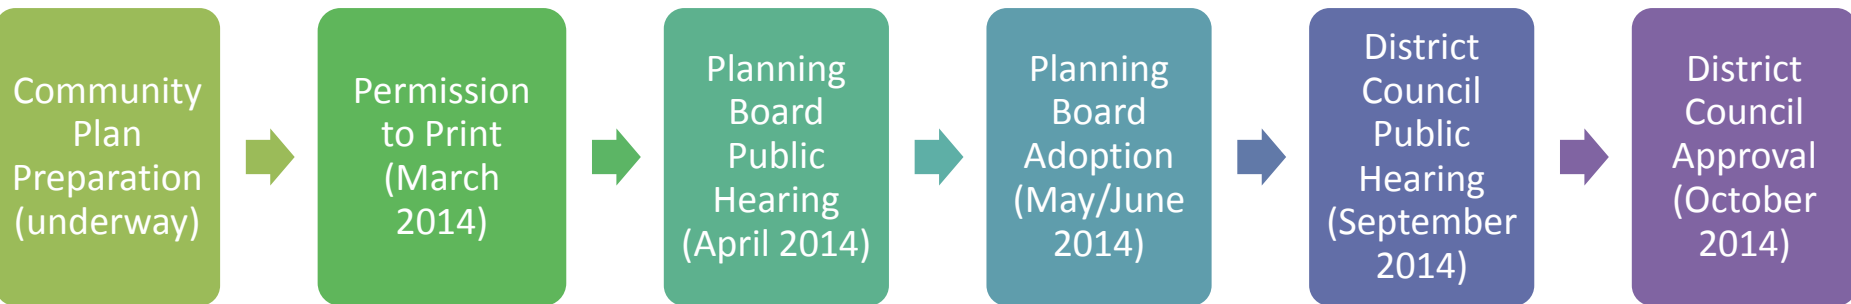 Community
Plan
Preparation
(underway)
Permission
to Print
(March
2014)
Planning
Board
Public
Hearing
(April 2014)
Planning
Board
Adoption
(May/June
2014)
District
Council
Public
Hearing
(September
2014)
District
Council
Approval
(October
2014)